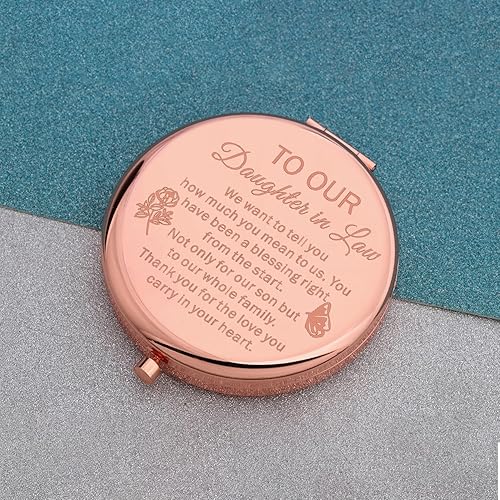 TO OUR
Daughter in Law
We want to tell you
how much you mean to us. You
have been a blessing right
from the start.
Not only for our son but
to our whole family.
Thank you for the love you
carry in your heart.